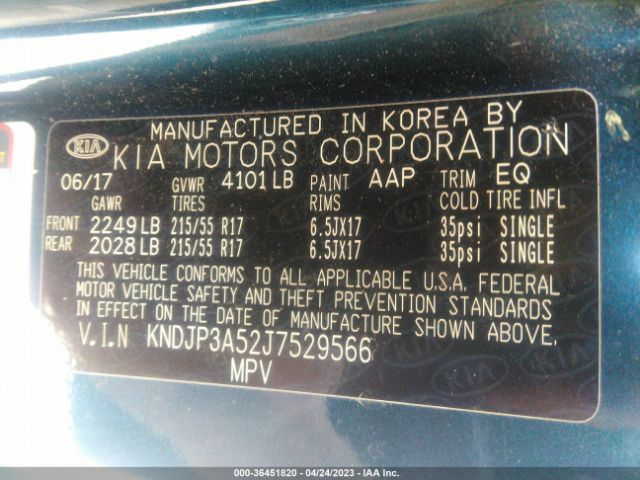 MANUFACTURED IN KOREA BY
KIA KIA MOTORS CORPORATION
06/17 GVWR 4101 LB PAINT AAP TRIM EQ
GAWR TIRES RIMS COLD TIRE INFL
FRONT 2249 LB 215/55 R17 6.5JX17 35psi SINGLE
REAR 2028 LB 215/55 R17 6.5JX17 35psi SINGLE
THIS VEHICLE CONFORMS TO ALL APPLICABLE U.S.A. FEDERAL
MOTOR VEHICLE SAFETY AND THEFT PREVENTION STANDARDS
IN EFFECT ON THE DATE OF MANUFACTURE SHOWN ABOVE.
V.I.N KNDJP3A52J7529566
MPV
000-36451820 - 04/24/2023 - IAA Inc.